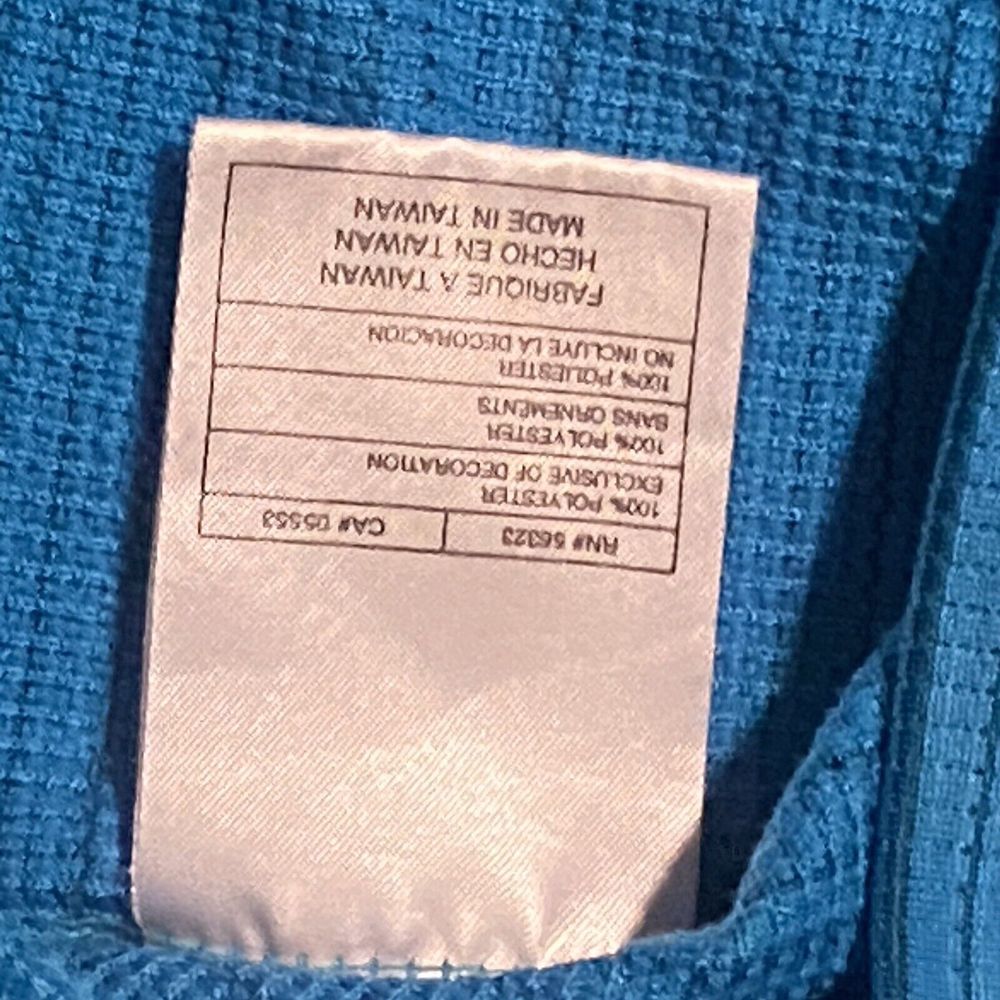 RN# 56323 CA# 05553
100% POLYESTER
EXCLUSIVE OF DECORATION
100% POLYESTER
SANS ORNEMENTS
100% POLIESTER
NO INCLUYE LA DECORACION
FABRIQUE A TAIWAN
HECHO EN TAIWAN
MADE IN TAIWAN